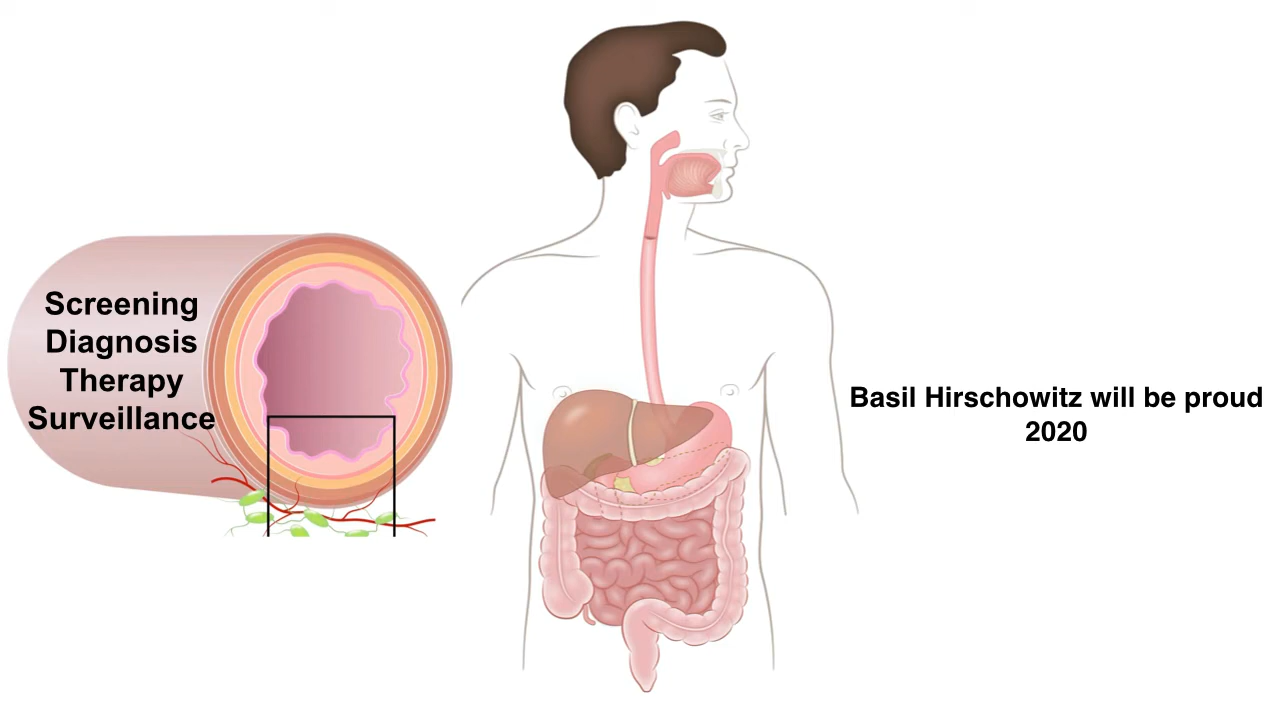 Screening
Diagnosis
Therapy
Surveillance
Basil Hirschowitz will be proud
2020